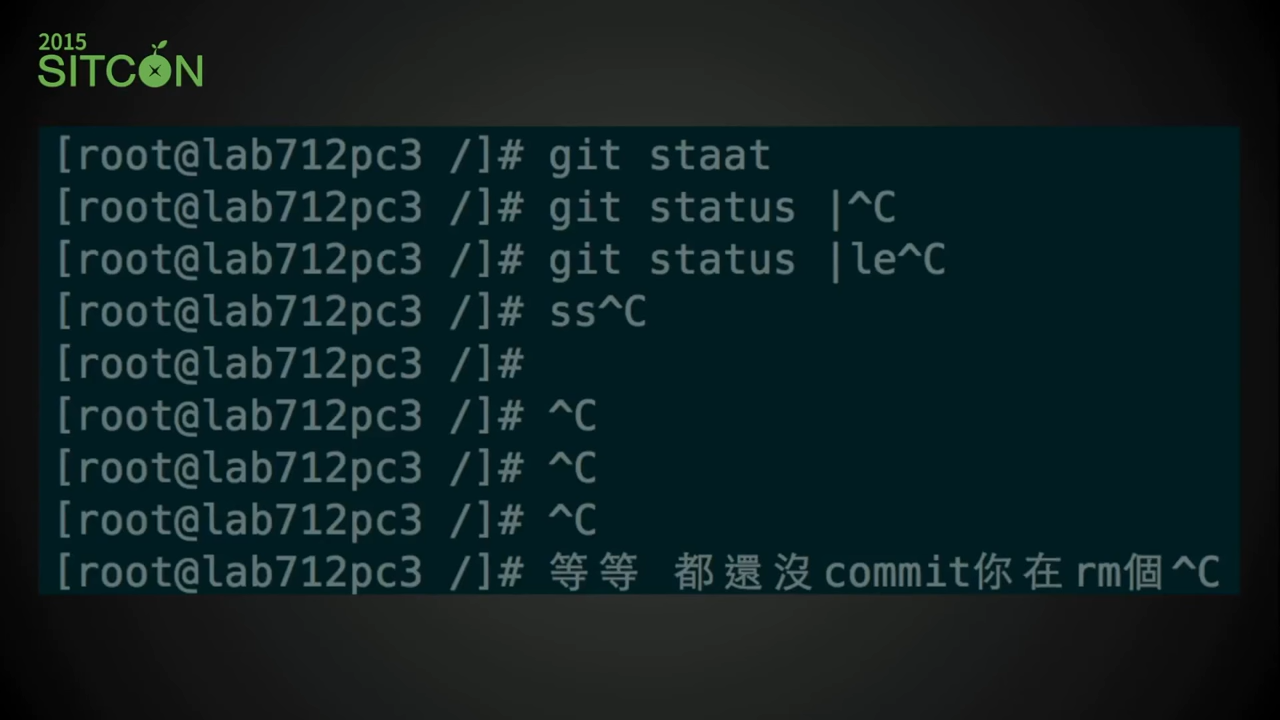 2015
SITCON
[root@lab712pc3 /]# git staat
[root@lab712pc3 /]# git status |^C
[root@lab712pc3 /]# git status |le^C
[root@lab712pc3 /]# ss^C
[root@lab712pc3 /]#
[root@lab712pc3 /]# ^C
[root@lab712pc3 /]# ^C
[root@lab712pc3 /]# ^C
[root@lab712pc3 /]# 等等 都還沒commit你在rm個^C